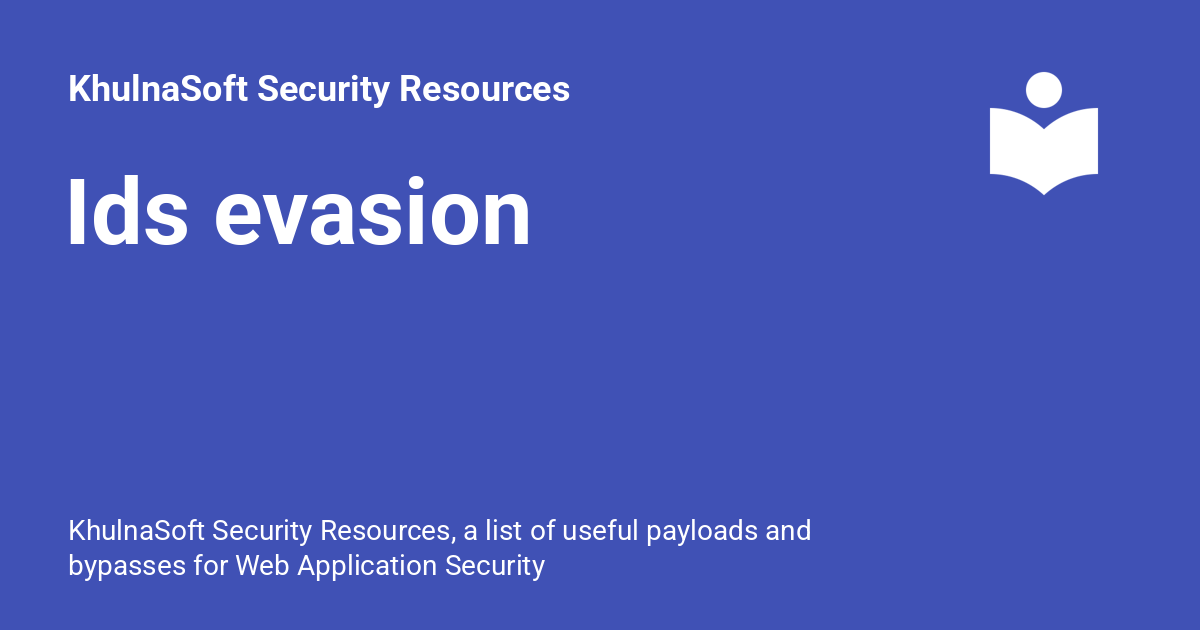 KhulnaSoft Security Resources
Ids evasion
KhulnaSoft Security Resources, a list of useful payloads and
bypasses for Web Application Security